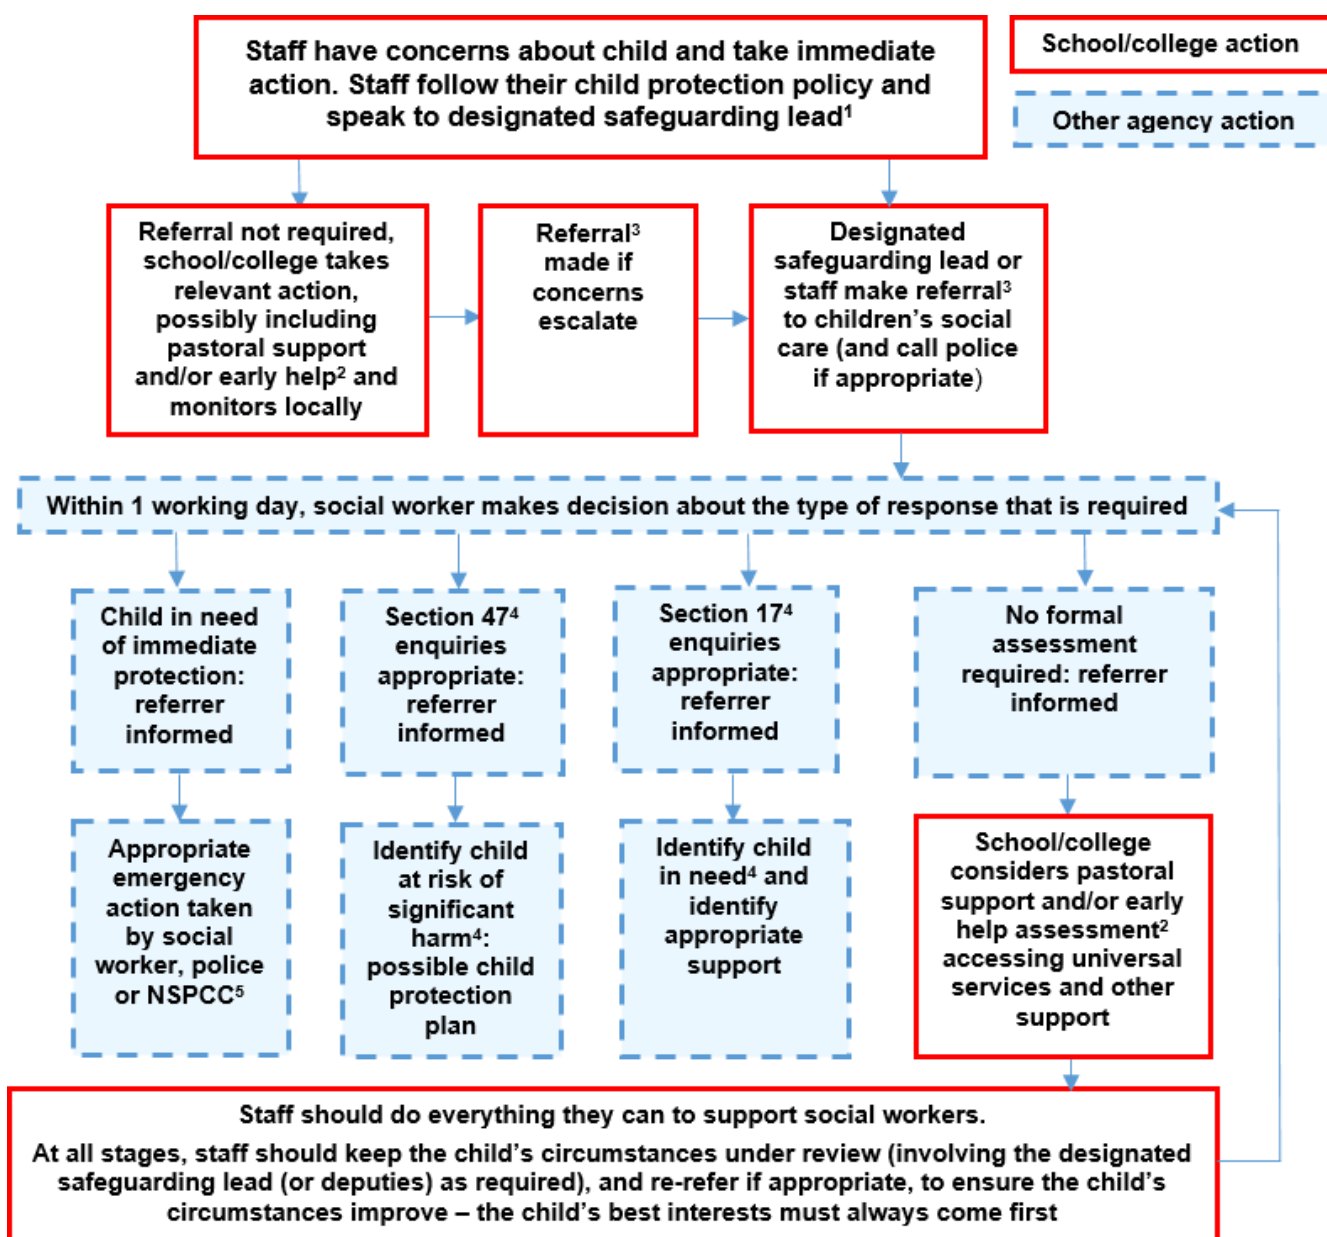 Staff have concerns about child and take immediate
action. Staff follow their child protection policy and
speak to designated safeguarding lead¹
School/college action
Other agency action
Referral not required,
school/college takes
relevant action,
possibly including
pastoral support
and/or early help² and
monitors locally
Referral³
made if
concerns
escalate
Designated
safeguarding lead or
staff make referral³
to children’s social
care (and call police
if appropriate)
Within 1 working day, social worker makes decision about the type of response that is required
Child in need
of immediate
protection:
referrer
informed
Section 47⁴
enquiries
appropriate:
referrer
informed
Section 17⁴
enquiries
appropriate:
referrer
informed
No formal
assessment
required: referrer
informed
Appropriate
emergency
action taken
by social
worker, police
or NSPCC⁵
Identify child
at risk of
significant
harm⁴:
possible child
protection
plan
Identify child
in need⁴ and
identify
appropriate
support
School/college
considers pastoral
support and/or early
help assessment²
accessing universal
services and other
support
Staff should do everything they can to support social workers.
At all stages, staff should keep the child’s circumstances under review (involving the designated
safeguarding lead (or deputies) as required), and re-refer if appropriate, to ensure the child’s
circumstances improve – the child’s best interests must always come first